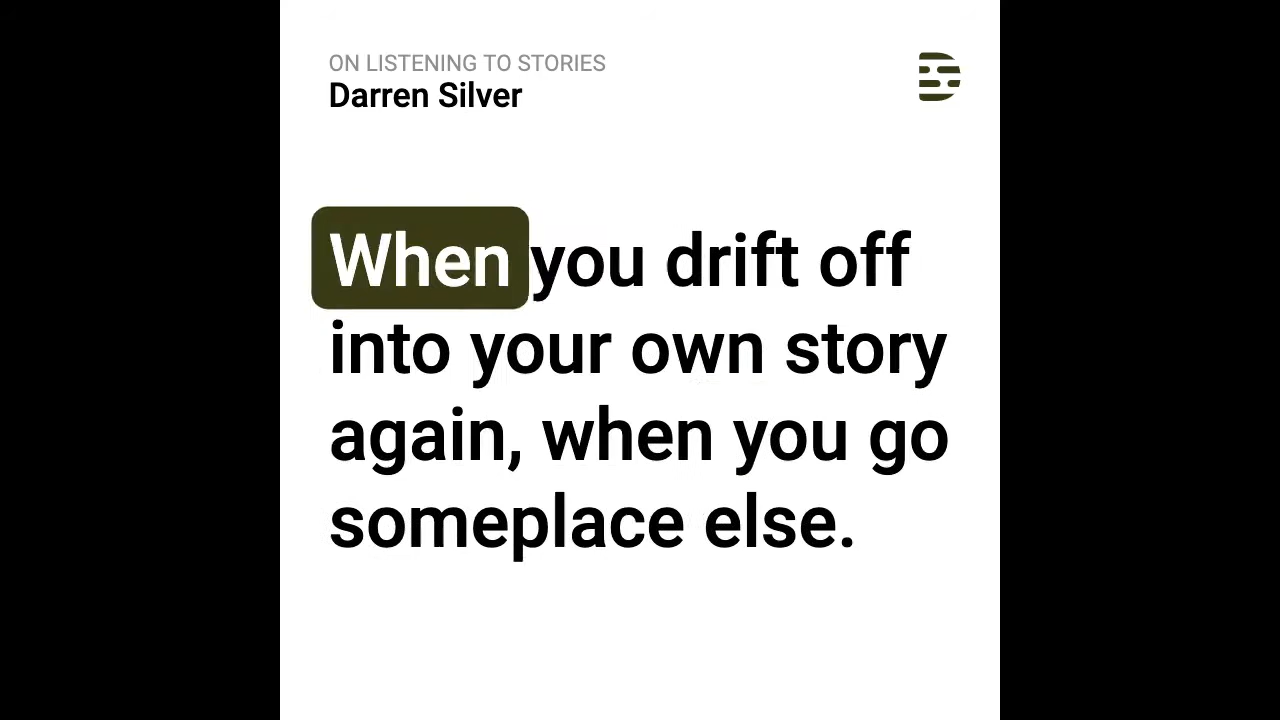 ON LISTENING TO STORIES
Darren Silver
When you drift off
into your own story
again, when you go
someplace else.